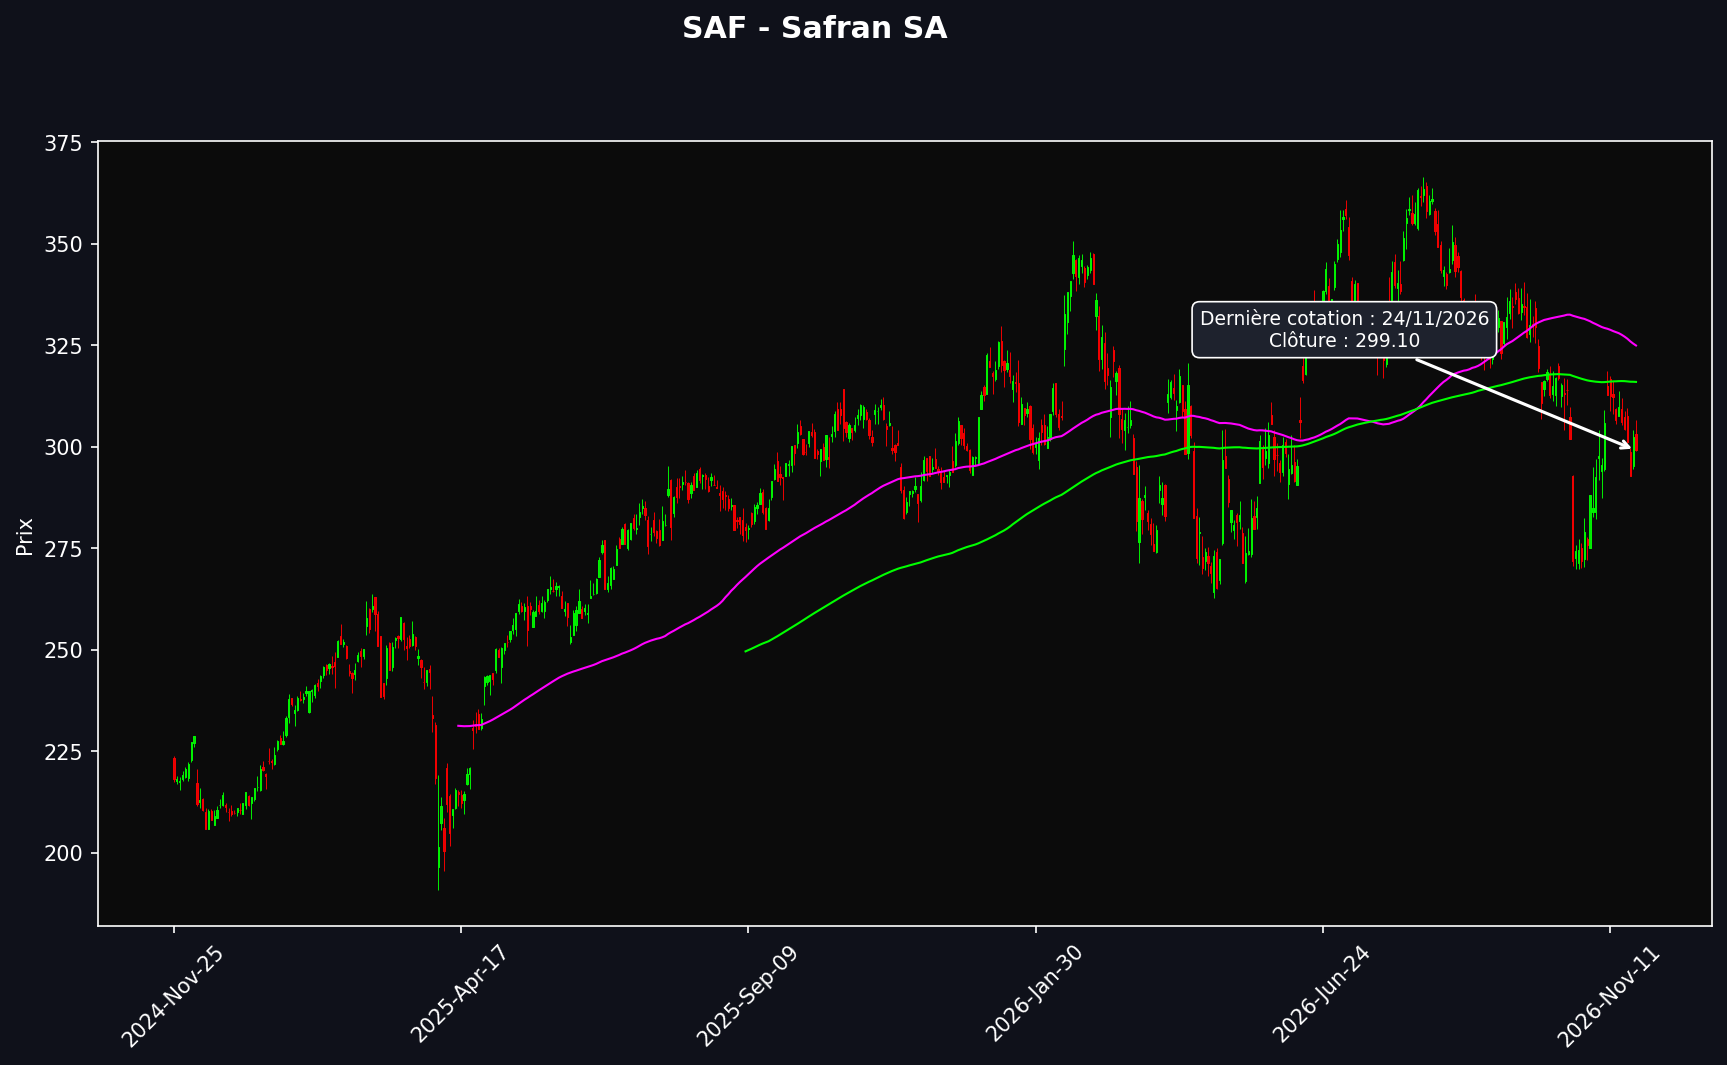 SAF - Safran SA
375
350
325
300
275
250
225
200
Prix
Dernière cotation : 24/11/2026
Clôture : 299.10
2024-Nov-25
2025-Apr-17
2025-Sep-09
2026-Jan-30
2026-Jun-24
2026-Nov-11